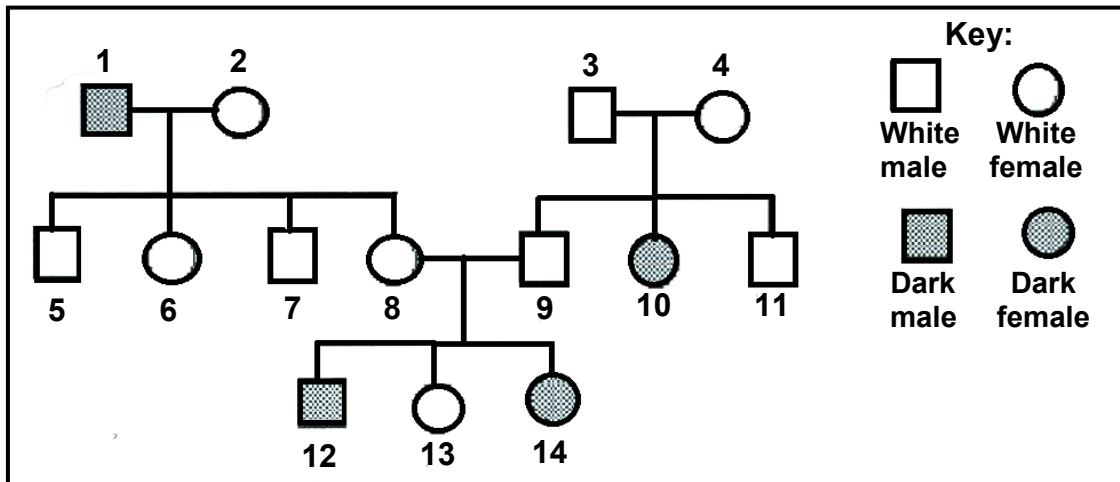 Key:
1 2 3 4
White male
White female
5 6 7 8 9 10 11
Dark male
Dark female
12 13 14